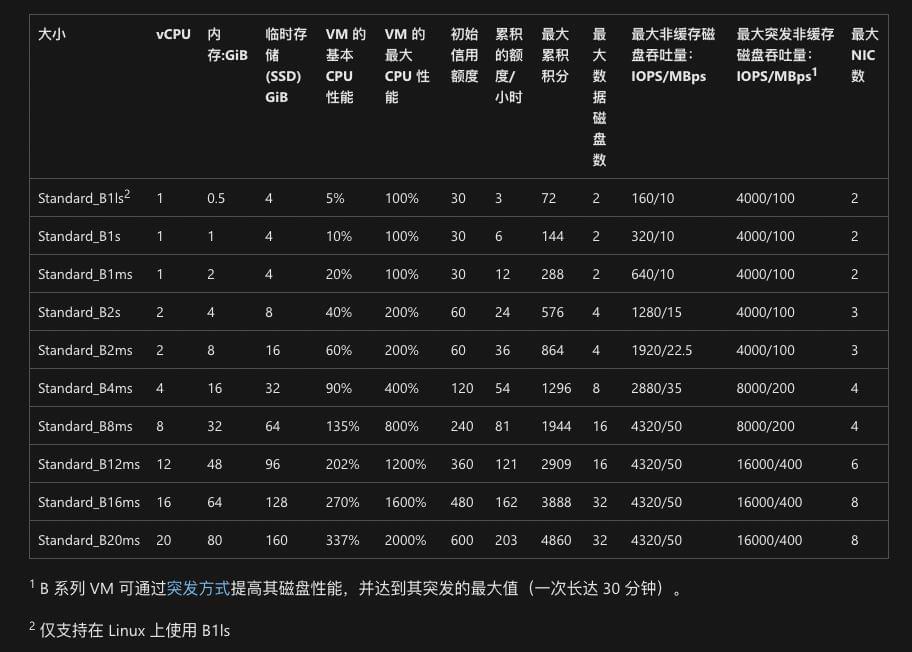 大小 vCPU 内存:GiB 临时存储 (SSD) GiB VM 的基本 CPU 性能 VM 的最大 CPU 性能 初始信用额度 累积的额度/小时 最大累积积分 最大数据磁盘数 最大非缓存磁盘吞吐量：IOPS/MBps 最大突发非缓存磁盘吞吐量：IOPS/MBps¹ 最大 NIC 数
Standard_B1ls² 1 0.5 4 5% 100% 30 3 72 2 160/10 4000/100 2
Standard_B1s 1 1 4 10% 100% 30 6 144 2 320/10 4000/100 2
Standard_B1ms 1 2 4 20% 100% 30 12 288 2 640/10 4000/100 2
Standard_B2s 2 4 8 40% 200% 60 24 576 4 1280/15 4000/100 3
Standard_B2ms 2 8 16 60% 200% 60 36 864 4 1920/22.5 4000/100 3
Standard_B4ms 4 16 32 90% 400% 120 54 1296 8 2880/35 8000/200 4
Standard_B8ms 8 32 64 135% 800% 240 81 1944 16 4320/50 8000/200 4
Standard_B12ms 12 48 96 202% 1200% 360 121 2909 16 4320/50 16000/400 6
Standard_B16ms 16 64 128 270% 1600% 480 162 3888 32 4320/50 16000/400 8
Standard_B20ms 20 80 160 337% 2000% 600 203 4860 32 4320/50 16000/400 8
¹ B 系列 VM 可通过突发方式提高其磁盘性能，并达到其突发的最大值（一次长达 30 分钟）。
² 仅支持在 Linux 上使用 B1ls